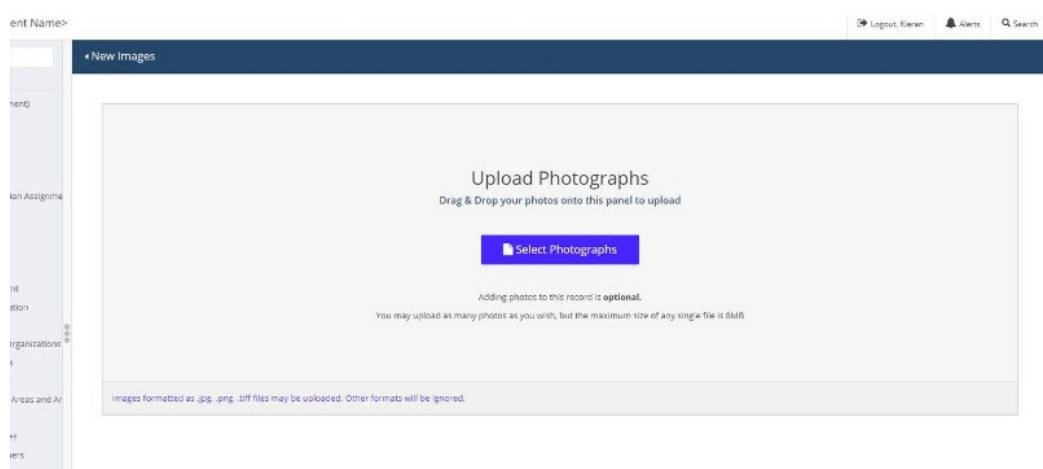 ent Name>
Logout, Kieran
Alerts
Search
New Images
ment)
ion Assignme
nt
ation
rganizations
s
Areas and Ar
es
ers
Upload Photographs
Drag & Drop your photos onto this panel to upload
Select Photographs
Adding photos to this record is optional.
You may upload as many photos as you wish, but the maximum size of any single file is 8MB
Images formatted as .jpg, .png, .tiff files may be uploaded. Other formats will be ignored.